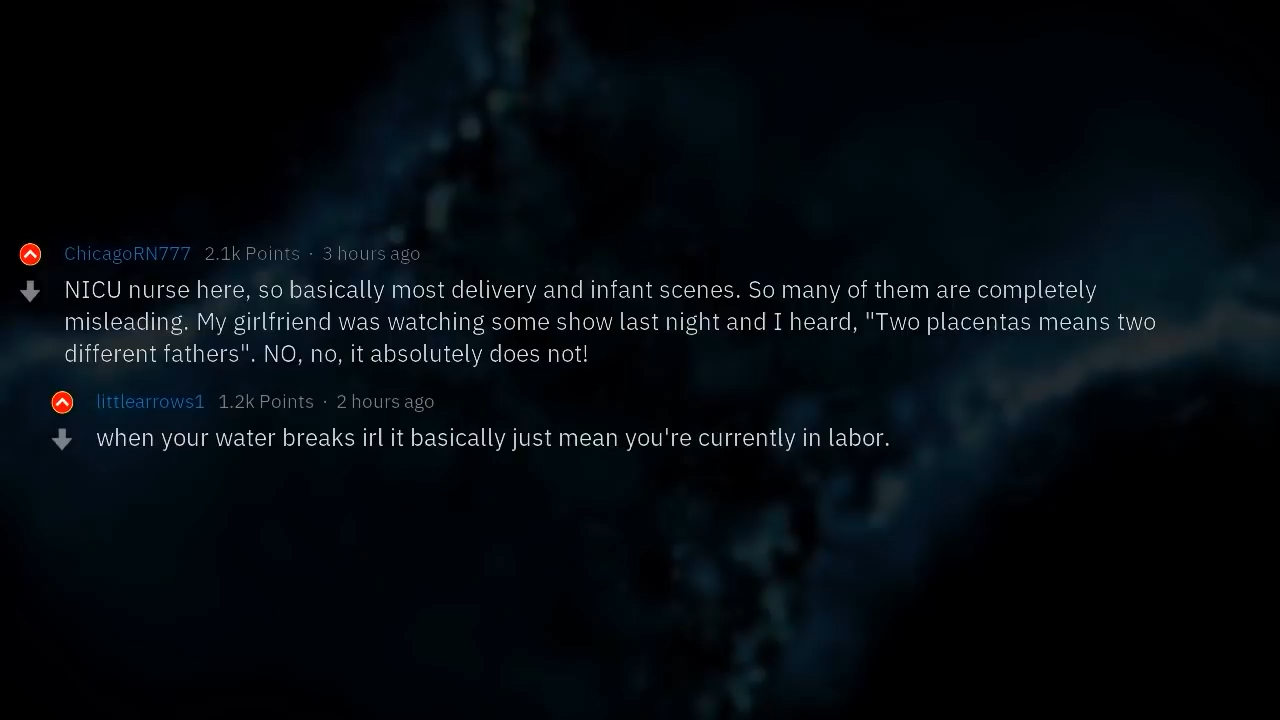 ChicagoRN777 2.1k Points · 3 hours ago
NICU nurse here, so basically most delivery and infant scenes. So many of them are completely
misleading. My girlfriend was watching some show last night and I heard, "Two placentas means two
different fathers". NO, no, it absolutely does not!
littlearrows1 1.2k Points · 2 hours ago
when your water breaks irl it basically just mean you're currently in labor.